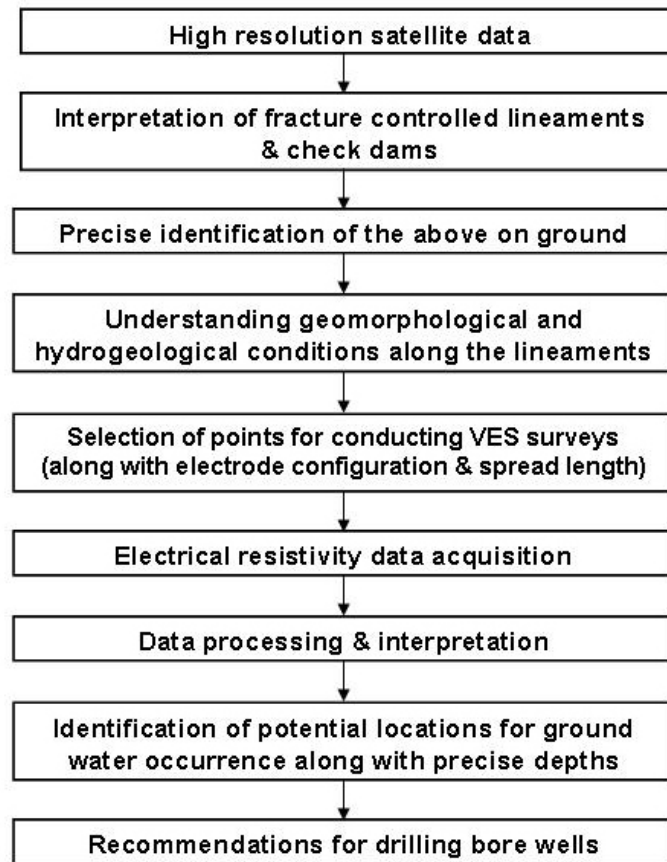 High resolution satellite data
Interpretation of fracture controlled lineaments
& check dams
Precise identification of the above on ground
Understanding geomorphological and
hydrogeological conditions along the lineaments
Selection of points for conducting VES surveys
(along with electrode configuration & spread length)
Electrical resistivity data acquisition
Data processing & interpretation
Identification of potential locations for ground
water occurrence along with precise depths
Recommendations for drilling bore wells